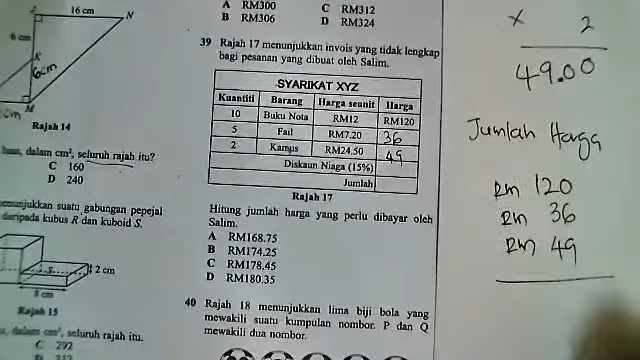 16 cm
J
N
6 cm
K
6cm
M
cm
Rajah 14
dalam cm², seluruh rajah itu?
C 160
D 240
menunjukkan suatu gabungan pepejal
daripada kubus R dan kuboid S.
S
2 cm
8 cm
Rajah 15
dalam cm³, seluruh rajah itu.
C 292
D 312
A RM300
B RM306
C RM312
D RM324
39 Rajah 17 menunjukkan invois yang tidak lengkap
bagi pesanan yang dibuat oleh Salim.
SYARIKAT XYZ
Kuantiti Barang Harga seunit Harga
10 Buku Nota RM12 RM120
5 Fail RM7.20 36
2 Kamus RM24.50 49
Diskaun Niaga (15%)
Jumlah
Rajah 17
Hitung jumlah harga yang perlu dibayar oleh
Salim.
A RM168.75
B RM174.25
C RM178.45
D RM180.35
40 Rajah 18 menunjukkan lima biji bola yang
mewakili suatu kumpulan nombor. P dan Q
mewakili dua nombor.
x 2
49.00
Jumlah Harga
Rm 120
Rm 36
Rm 49